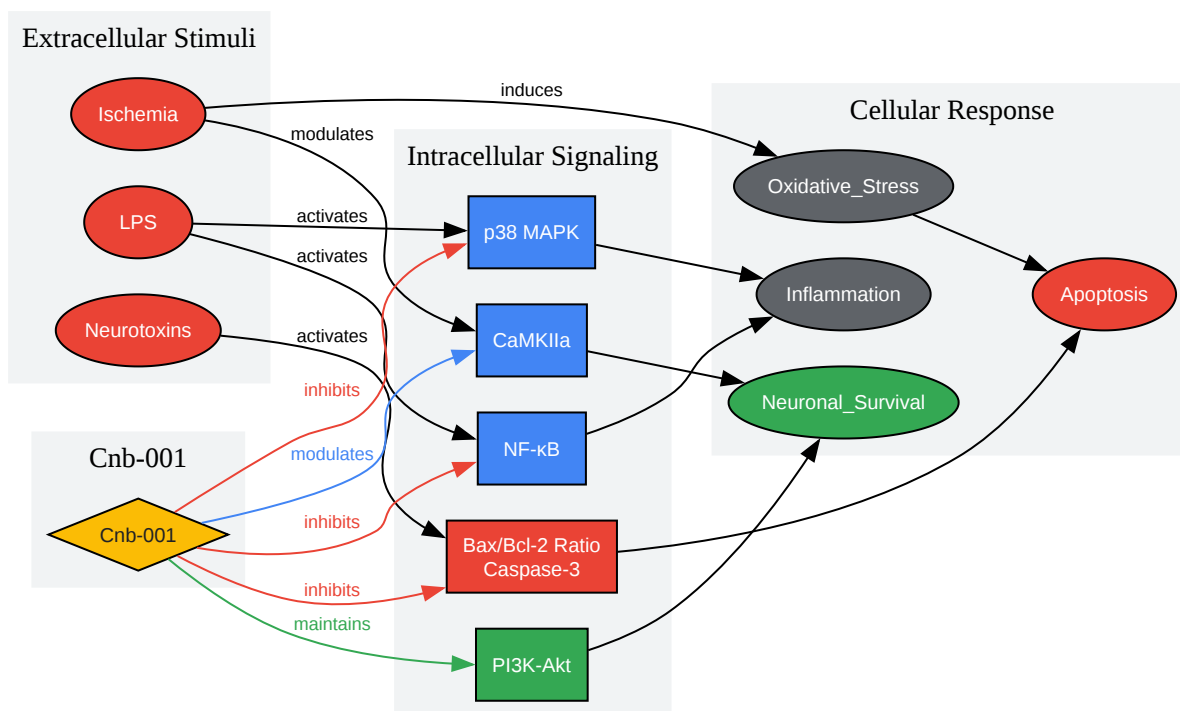 Extracellular Stimuli
Ischemia
LPS
Neurotoxins
Cnb-001
Cnb-001
induces
modulates
activates
activates
activates
inhibits
modulates
inhibits
inhibits
maintains
Intracellular Signaling
p38 MAPK
CaMKIIa
NF-κB
Bax/Bcl-2 Ratio
Caspase-3
PI3K-Akt
Cellular Response
Oxidative_Stress
Inflammation
Neuronal_Survival
Apoptosis